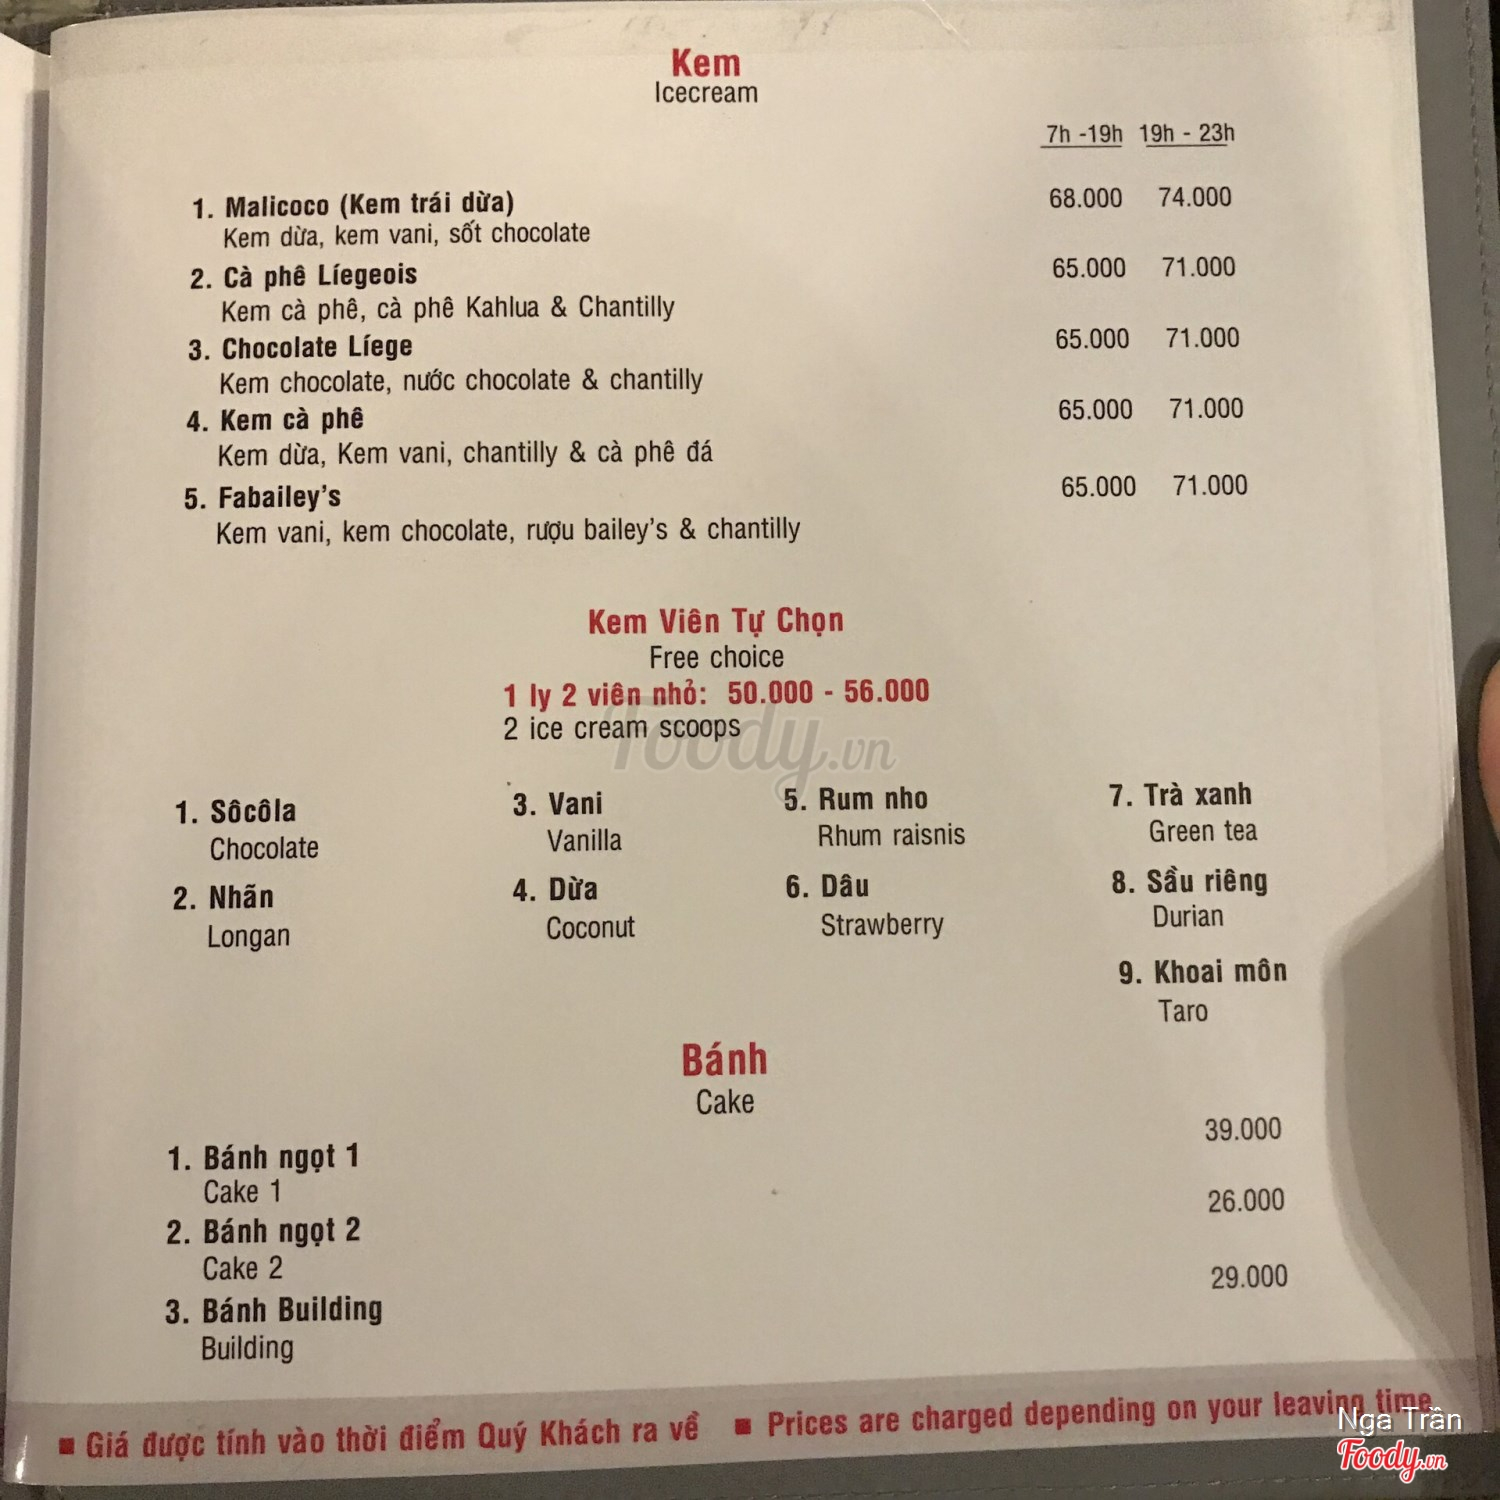 Kem
Icecream
7h -19h 19h - 23h
1. Malicoco (Kem trái dừa) 68.000 74.000
Kem dừa, kem vani, sốt chocolate
2. Cà phê Líegeois 65.000 71.000
Kem cà phê, cà phê Kahlua & Chantilly
3. Chocolate Líege 65.000 71.000
Kem chocolate, nước chocolate & chantilly
4. Kem cà phê 65.000 71.000
Kem dừa, Kem vani, chantilly & cà phê đá
5. Fabailey's 65.000 71.000
Kem vani, kem chocolate, rượu bailey's & chantilly
Kem Viên Tự Chọn
Free choice
1 ly 2 viên nhỏ: 50.000 - 56.000
2 ice cream scoops
Foody.vn
1. Sôcôla 3. Vani 5. Rum nho 7. Trà xanh
Chocolate Vanilla Rhum raisnis Green tea
2. Nhãn 4. Dừa 6. Dâu 8. Sầu riêng
Longan Coconut Strawberry Durian
9. Khoai môn
Taro
Bánh
Cake
1. Bánh ngọt 1 39.000
Cake 1
2. Bánh ngọt 2 26.000
Cake 2
3. Bánh Building 29.000
Building
Giá được tính vào thời điểm Quý Khách ra về Prices are charged depending on your leaving time
Nga Trần
Foody.vn